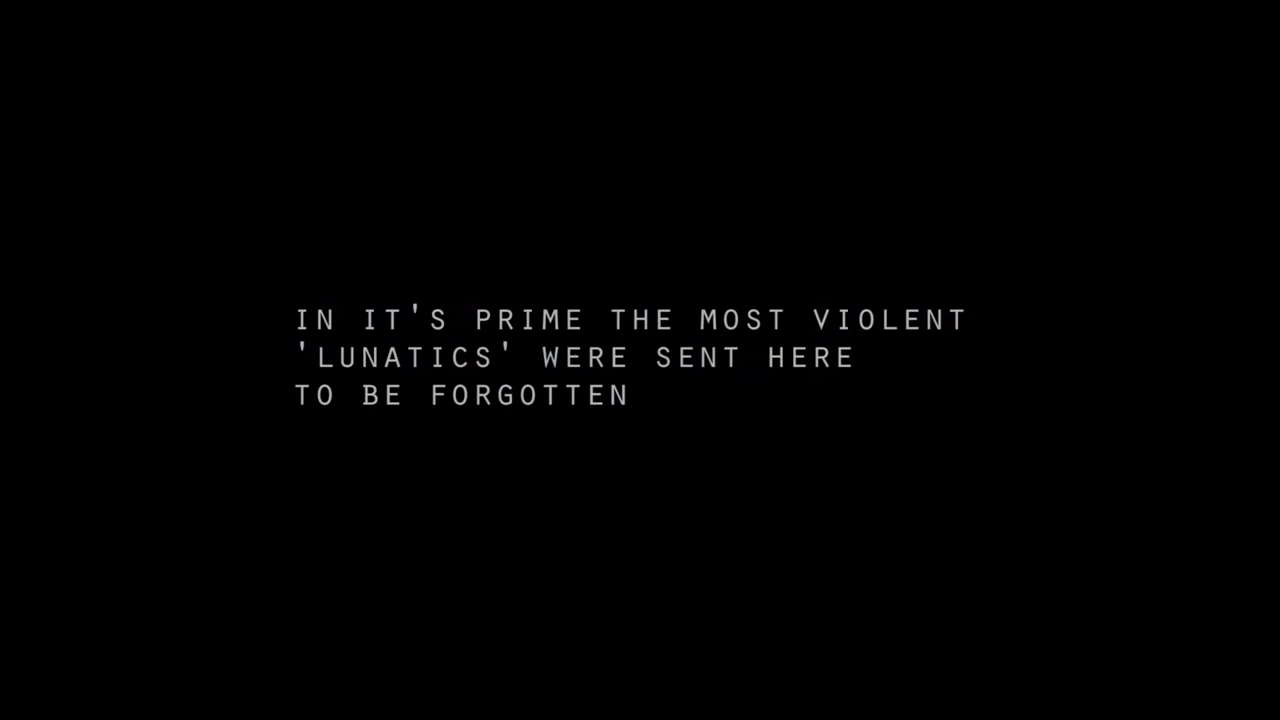 IN IT'S PRIME THE MOST VIOLENT
'LUNATICS' WERE SENT HERE
TO BE FORGOTTEN